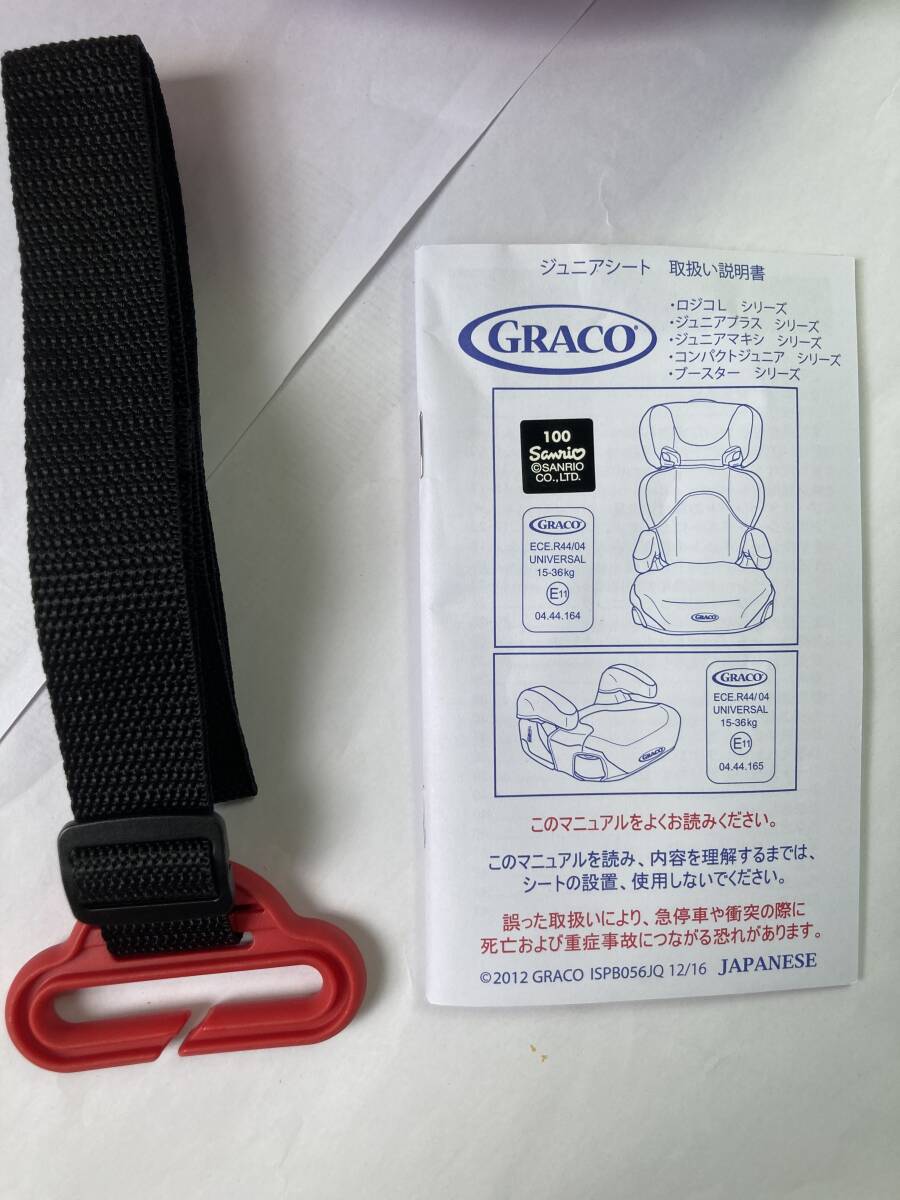 ジュニアシート　取扱い説明書
GRACO®
・ロジコL　シリーズ
・ジュニアプラス　シリーズ
・ジュニアマキシ　シリーズ
・コンパクトジュニア　シリーズ
・ブースター　シリーズ
100
Sanrio
©SANRIO
CO.,LTD.
GRACO
ECE.R44/04
UNIVERSAL
15-36kg
E11
04.44.164
GRACO
GRACO
ECE.R44/04
UNIVERSAL
15-36kg
E11
04.44.165
GRACO
このマニュアルをよくお読みください。
このマニュアルを読み、内容を理解するまでは、
シートの設置、使用しないでください。
誤った取扱いにより、急停車や衝突の際に
死亡および重症事故につながる恐れがあります。
©2012 GRACO ISPB056JQ 12/16 JAPANESE